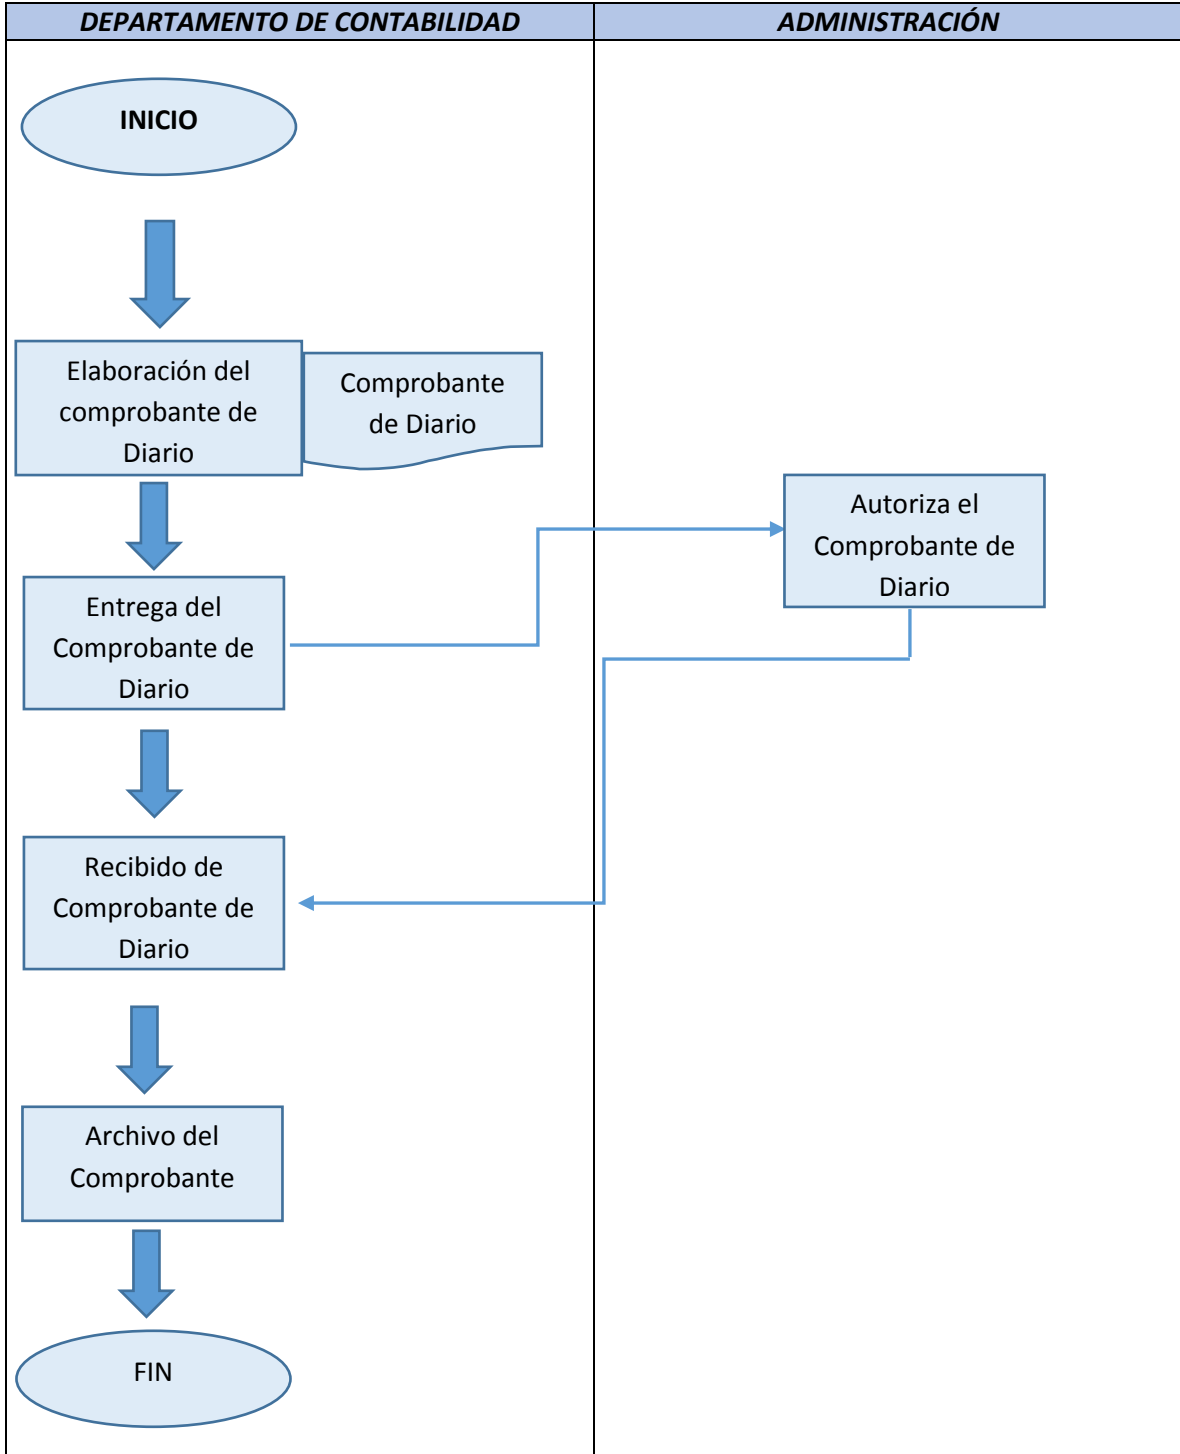 DEPARTAMENTO DE CONTABILIDAD
ADMINISTRACIÓN
INICIO
Elaboración del
comprobante de
Diario
Comprobante
de Diario
Autoriza el
Comprobante de
Diario
Entrega del
Comprobante de
Diario
Recibido de
Comprobante de
Diario
Archivo del
Comprobante
FIN